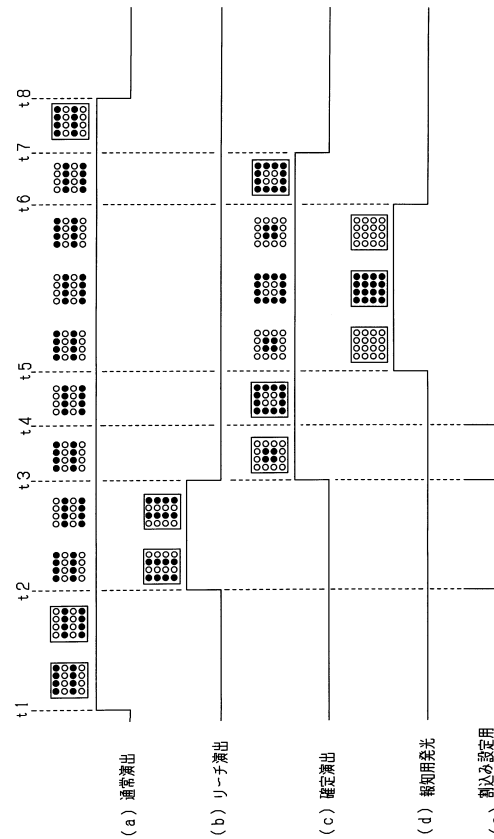 t1 t2 t3 t4 t5 t6 t7 t8
(a) 通常演出
(b) リーチ演出
(c) 確定演出
(d) 報知用発光
割込み設定用